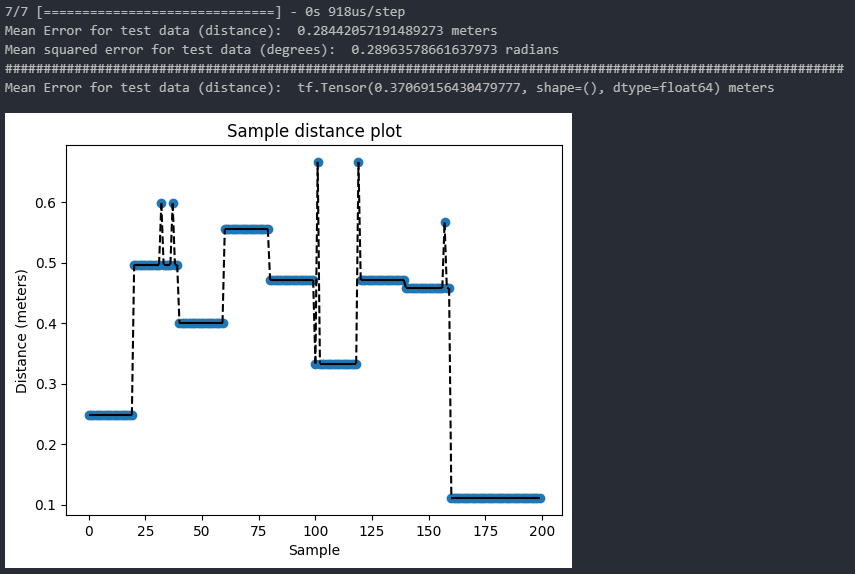 7/7 [==============================] - 0s 918us/step
Mean Error for test data (distance):  0.28442057191489273 meters
Mean squared error for test data (degrees):  0.28963578661637973 radians
###########################################################################################################
Mean Error for test data (distance):  tf.Tensor(0.37069156430479777, shape=(), dtype=float64) meters
Sample distance plot
0.6
0.5
0.4
0.3
0.2
0.1
Distance (meters)
0 25 50 75 100 125 150 175 200
Sample